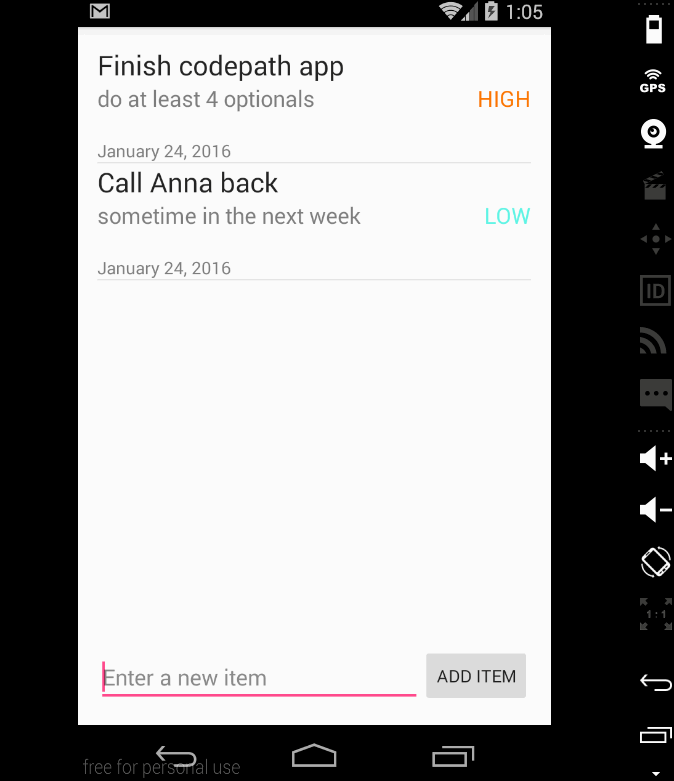 1:05
Finish codepath app
do at least 4 optionals
HIGH
January 24, 2016
Call Anna back
sometime in the next week
LOW
January 24, 2016
Enter a new item
ADD ITEM
free for personal use
GPS
ID
1:1